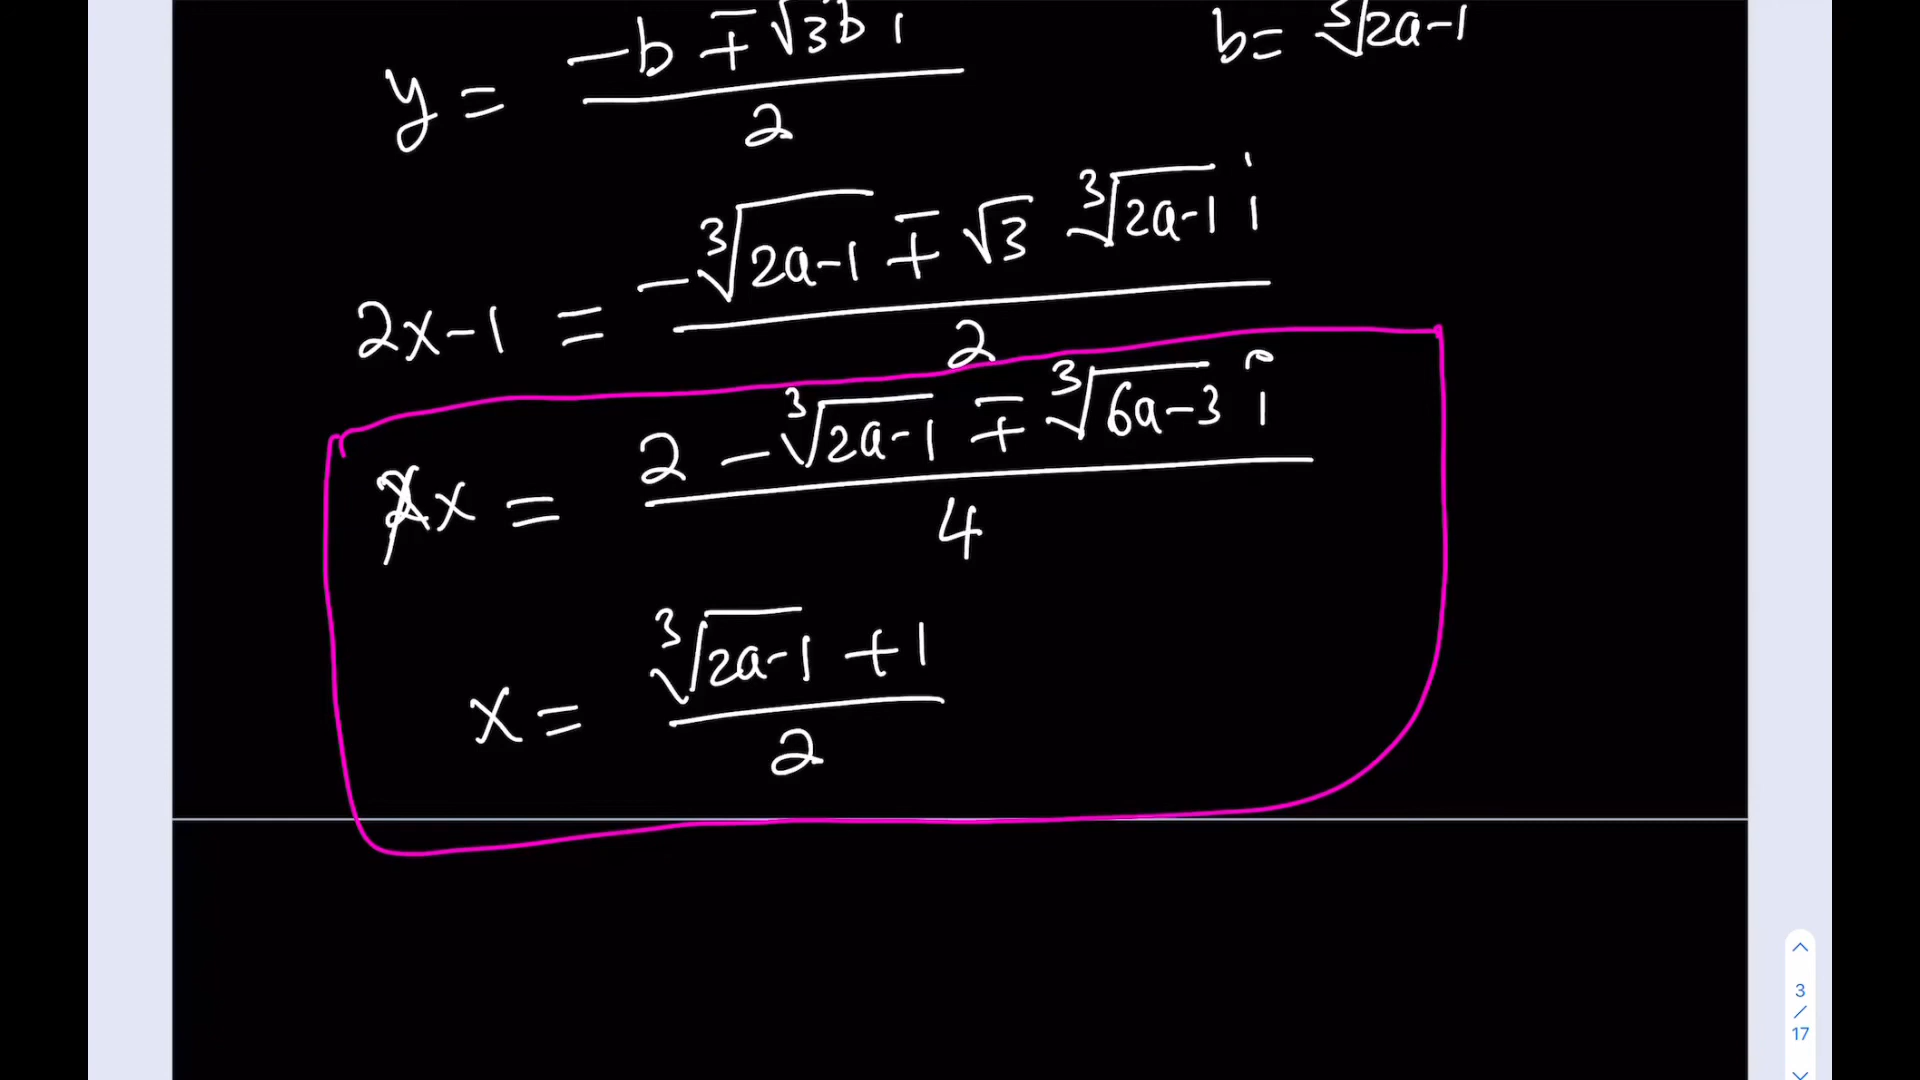 y = (-b ∓ √3 b i)/2    b = ∛(2a-1)
2x-1 = (-∛(2a-1) ∓ √3 ∛(2a-1) i)/2
x = (2 - ∛(2a-1) ∓ ∛(6a-3) i)/4
x = (∛(2a-1) + 1)/2
3
/
17